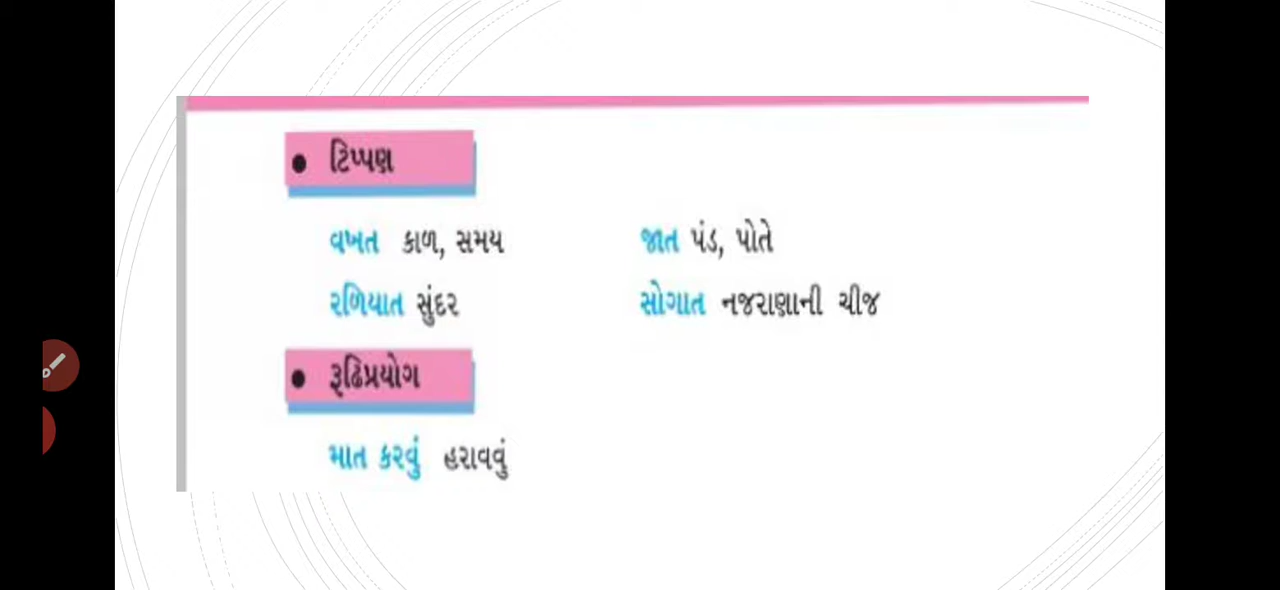 • ટિપ્પણ
વખત કાળ, સમય
જાત પંડ, પોતે
રળિયાત સુંદર
સોગાત નજરાણાની ચીજ
• રૂઢિપ્રયોગ
માત કરવું હરાવવું